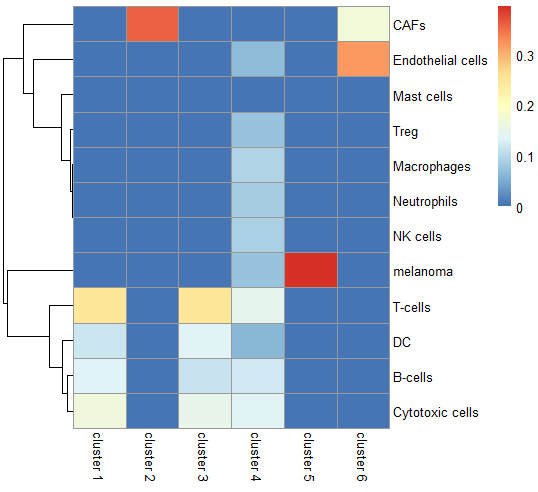 CAFs
Endothelial cells
Mast cells
Treg
Macrophages
Neutrophils
NK cells
melanoma
T-cells
DC
B-cells
Cytotoxic cells
cluster 1
cluster 2
cluster 3
cluster 4
cluster 5
cluster 6
0.3
0.2
0.1
0